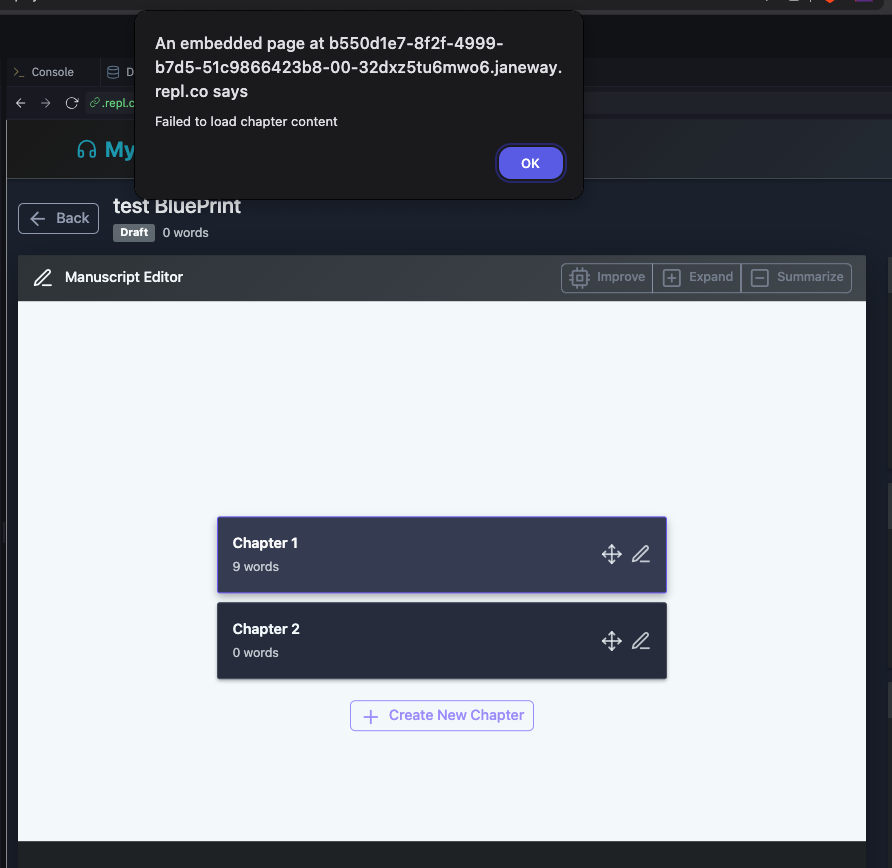 An embedded page at b550d1e7-8f2f-4999-
b7d5-51c9866423b8-00-32dxz5tu6mwo6.janeway.
repl.co says
Failed to load chapter content
OK
>_ Console
D
.repl.c
My
Back
test BluePrint
Draft 0 words
Manuscript Editor
Improve
Expand
Summarize
Chapter 1
9 words
Chapter 2
0 words
Create New Chapter